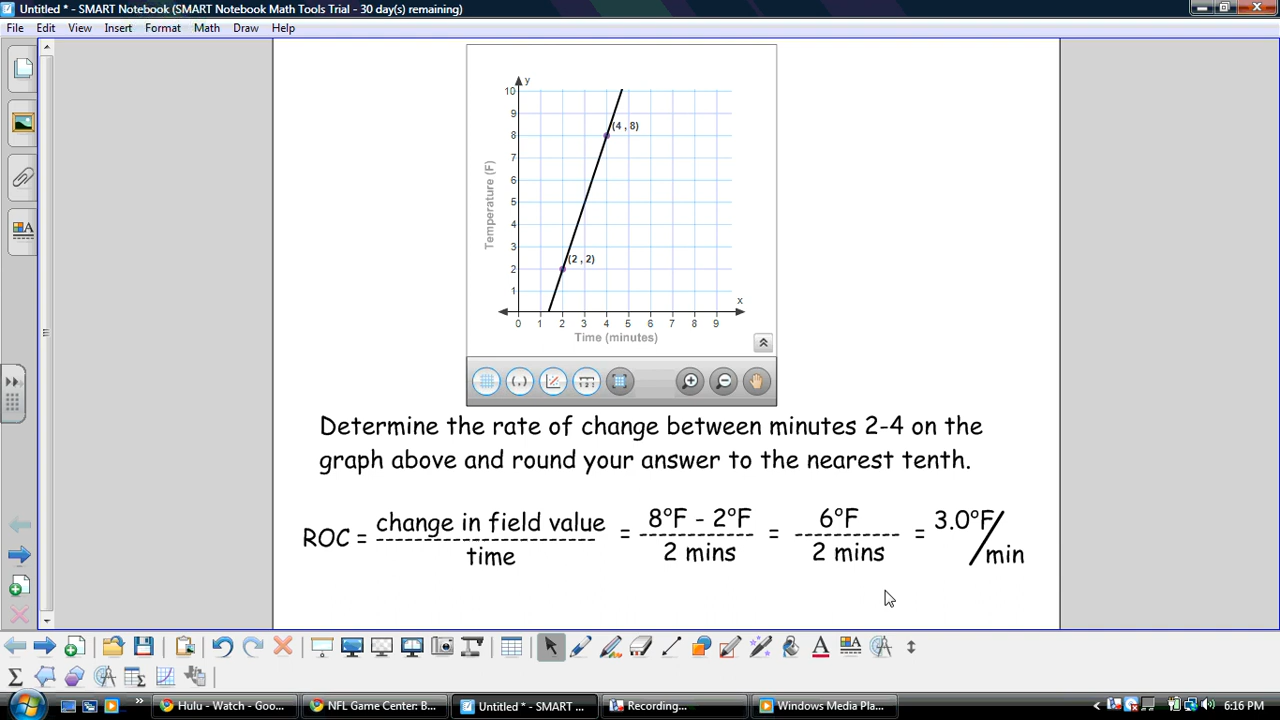 Untitled * - SMART Notebook (SMART Notebook Math Tools Trial - 30 day(s) remaining)
File Edit View Insert Format Math Draw Help
y
10
9
(4 , 8)
8
7
6
5
4
3
(2 , 2)
2
1
x
0 1 2 3 4 5 6 7 8 9
Temperature (F)
Time (minutes)
Determine the rate of change between minutes 2-4 on the
graph above and round your answer to the nearest tenth.
ROC = change in field value / time = 8°F - 2°F / 2 mins = 6°F / 2 mins = 3.0°F/min
Hulu - Watch - Goo... NFL Game Center: B... Untitled * - SMART ... Recording... Windows Media Pla... 6:16 PM